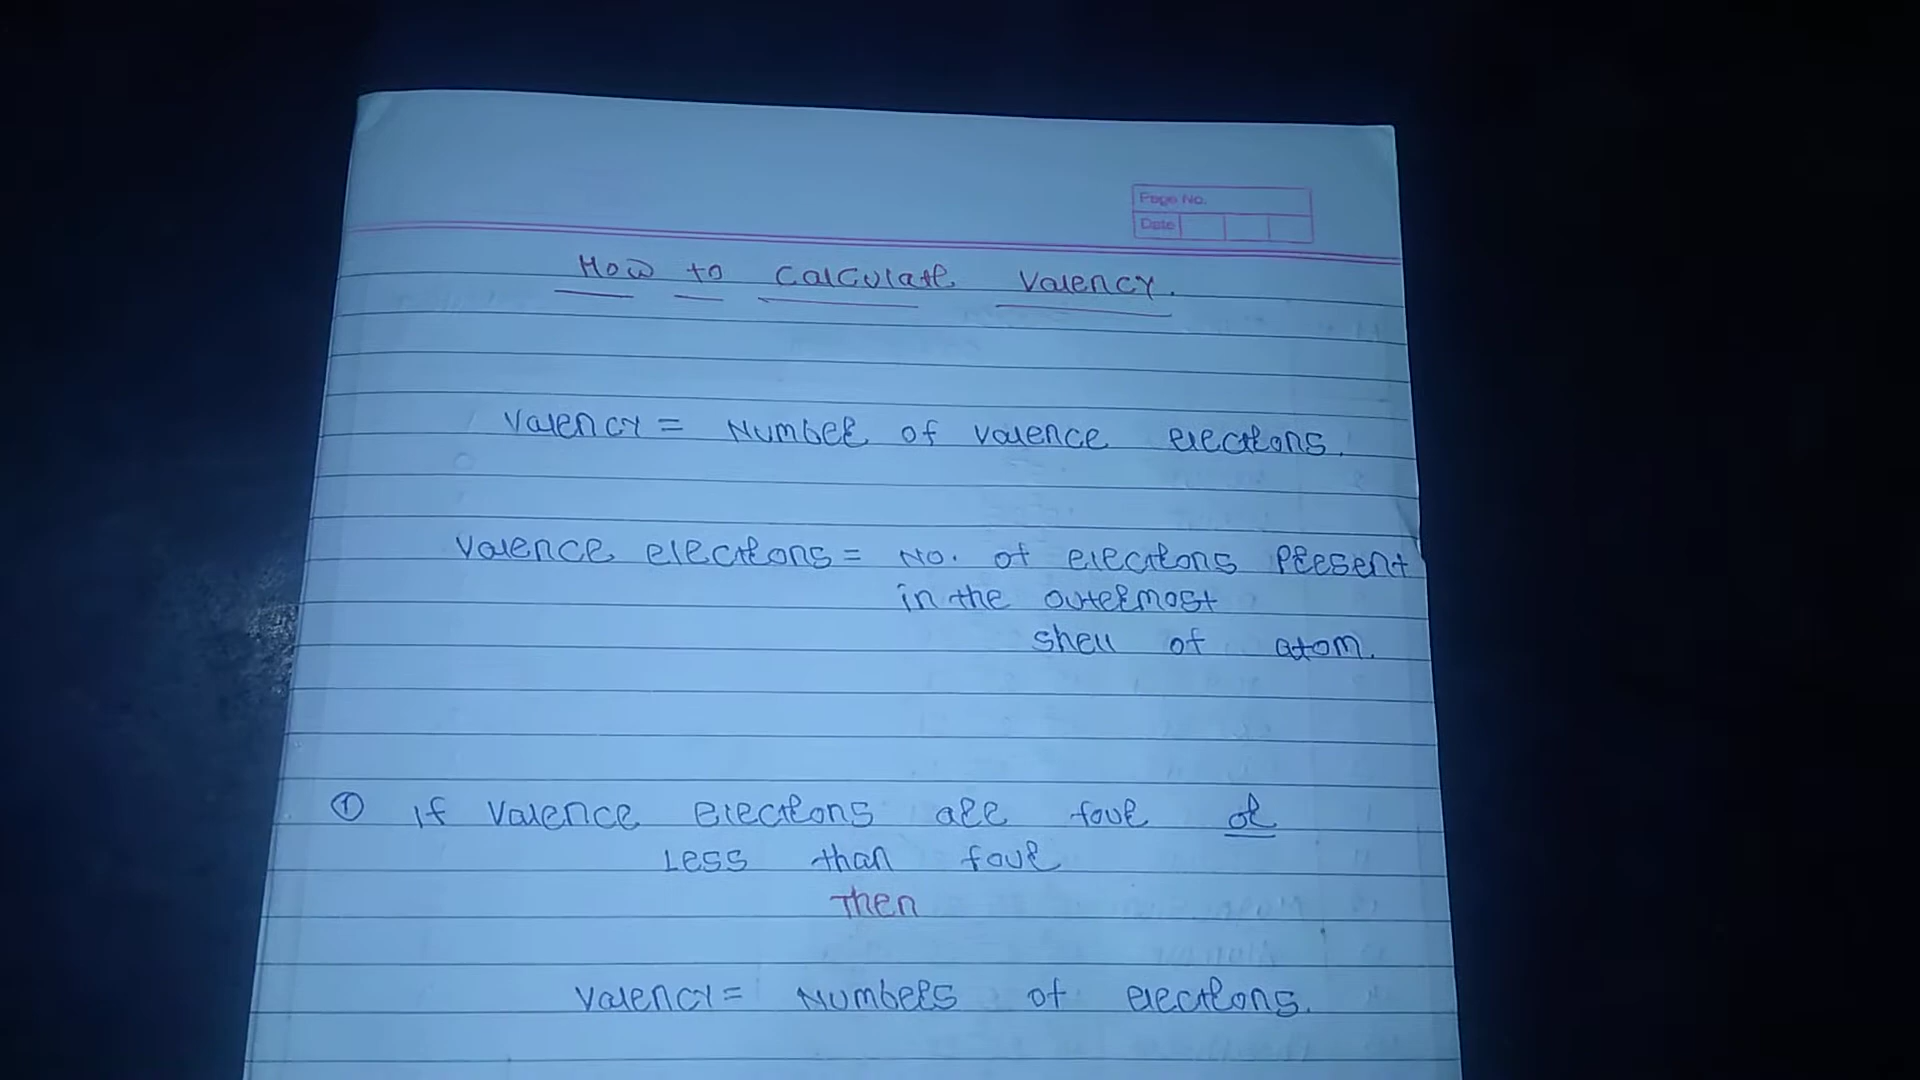 Page No.
Date
How to Calculate Valency.
Valency = Number of valence electrons.
Valence electrons = No. of electrons Present
in the outermost
shell of atom.
① If Valence Electrons are four or
Less than four
Then
Valency = Numbers of electrons.